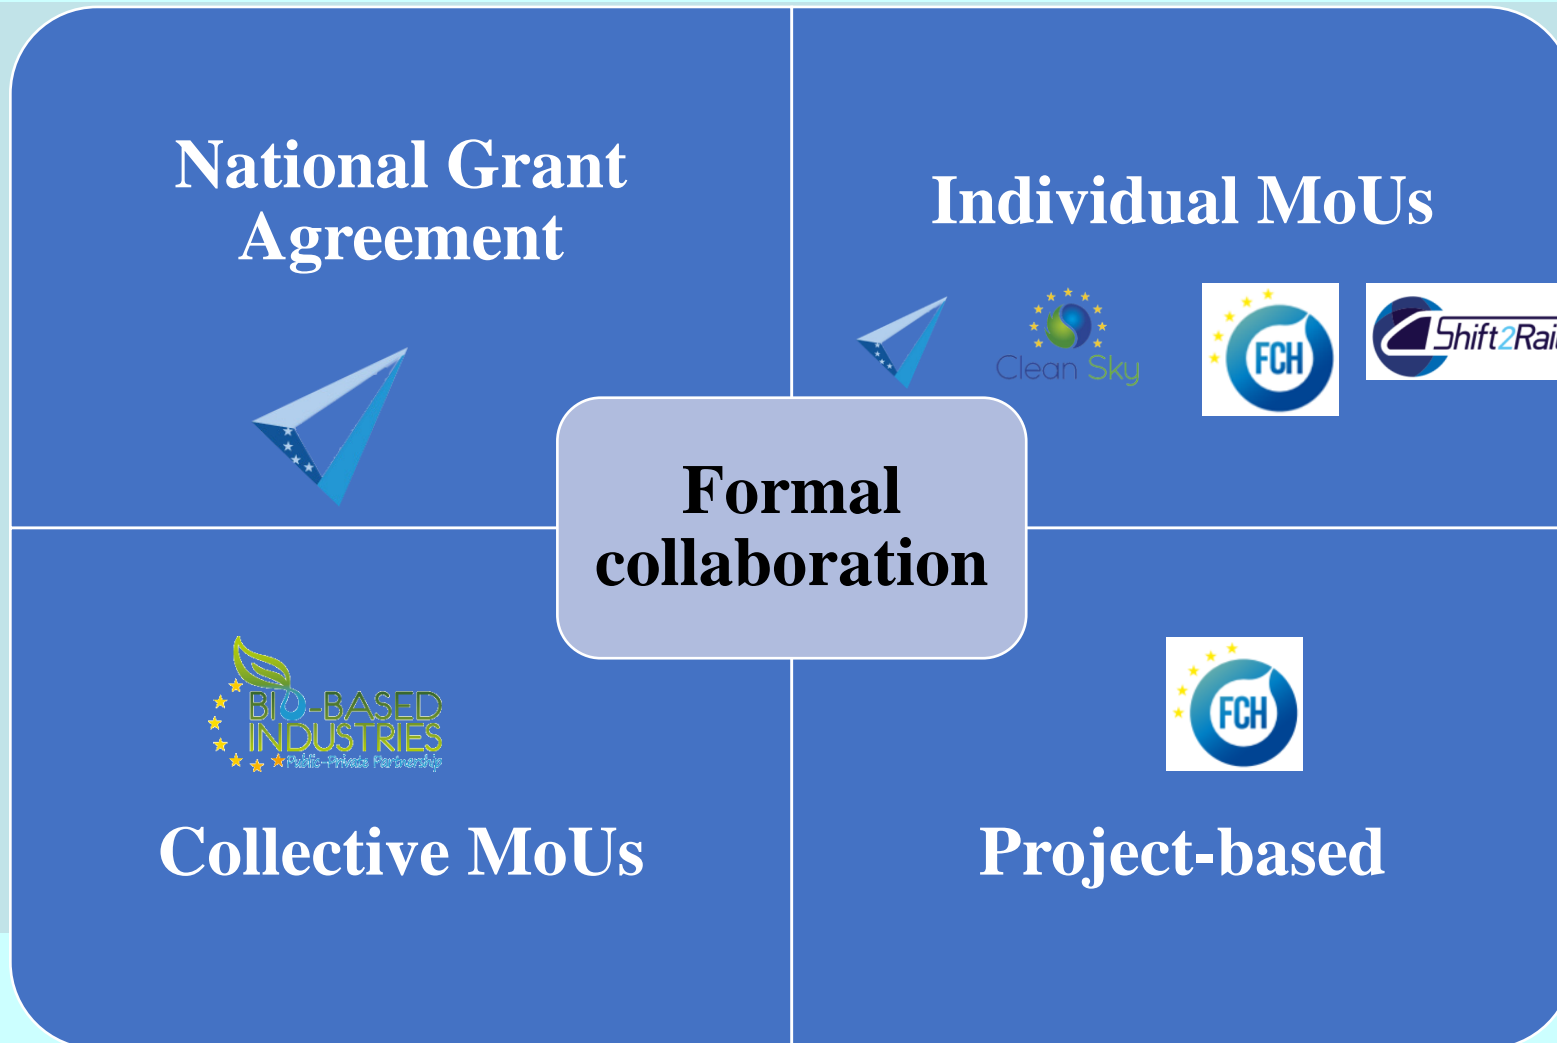 National Grant
Agreement
Individual MoUs
Clean Sky
FCH
Shift2Rail
Formal
collaboration
BIO-BASED
INDUSTRIES
Public-Private Partnership
FCH
Collective MoUs
Project-based